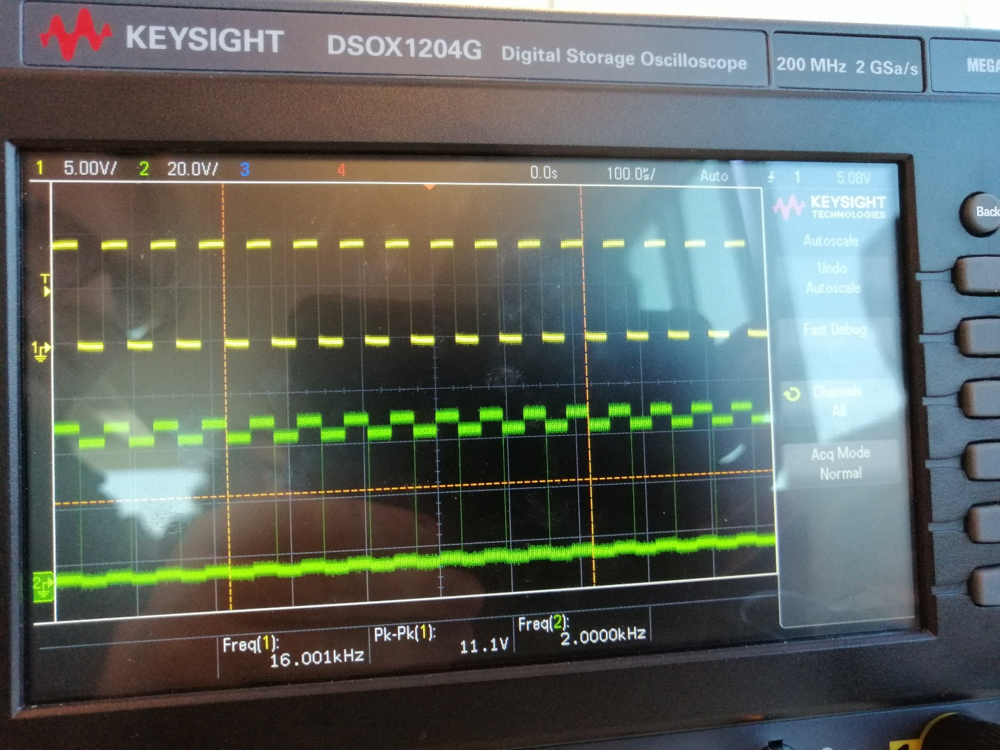 KEYSIGHT DSOX1204G Digital Storage Oscilloscope 200 MHz 2 GSa/s MEGA
1 5.00V/ 2 20.0V/ 3 4 0.0s 100.0µs/ Auto 1 5.08V
KEYSIGHT
TECHNOLOGIES
Back
Autoscale
Undo
Autoscale
T
1
Fast Debug
Channels
All
Acq Mode
Normal
2
Freq(1):
16.001kHz
Pk-Pk(1):
11.1V
Freq(2):
2.0000kHz
1